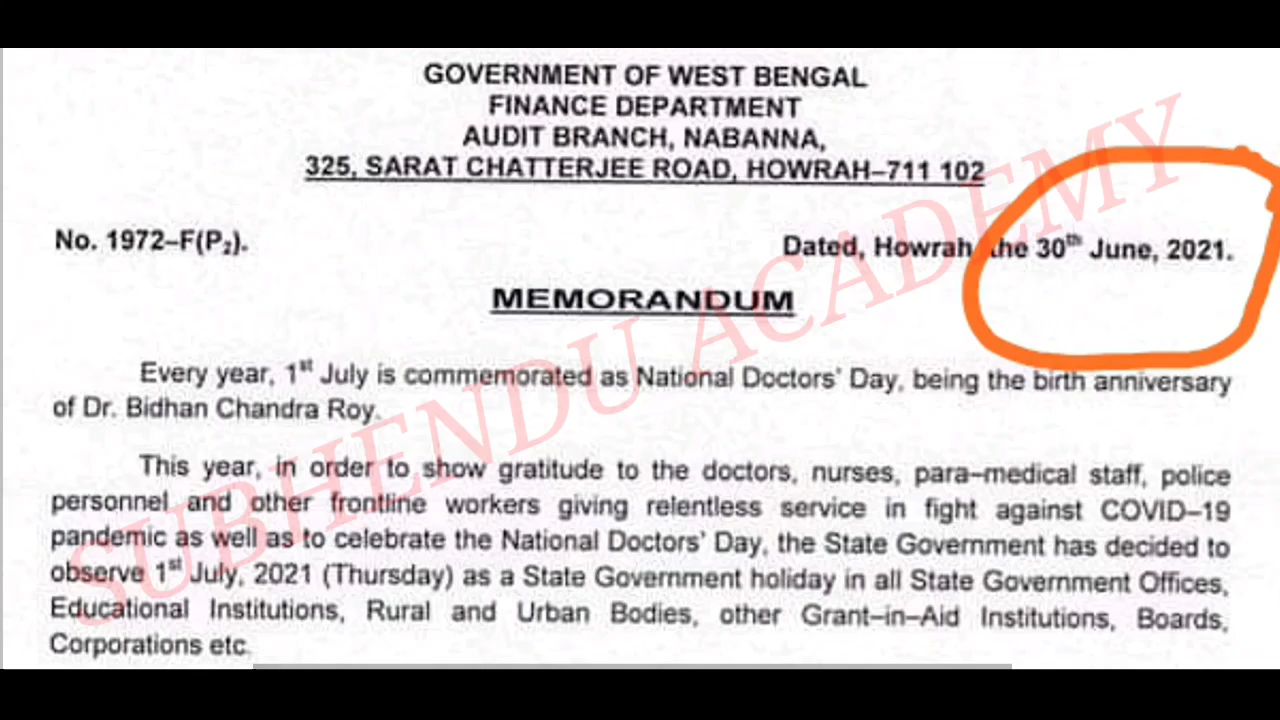 GOVERNMENT OF WEST BENGAL
FINANCE DEPARTMENT
AUDIT BRANCH, NABANNA,
325, SARAT CHATTERJEE ROAD, HOWRAH–711 102
No. 1972–F(P₂).
Dated, Howrah the 30th June, 2021.
MEMORANDUM
Every year, 1st July is commemorated as National Doctors' Day, being the birth anniversary
of Dr. Bidhan Chandra Roy.
This year, in order to show gratitude to the doctors, nurses, para–medical staff, police
personnel and other frontline workers giving relentless service in fight against COVID–19
pandemic as well as to celebrate the National Doctors' Day, the State Government has decided to
observe 1st July, 2021 (Thursday) as a State Government holiday in all State Government Offices,
Educational Institutions, Rural and Urban Bodies, other Grant–in–Aid Institutions, Boards,
Corporations etc.
SUBHENDU ACADEMY